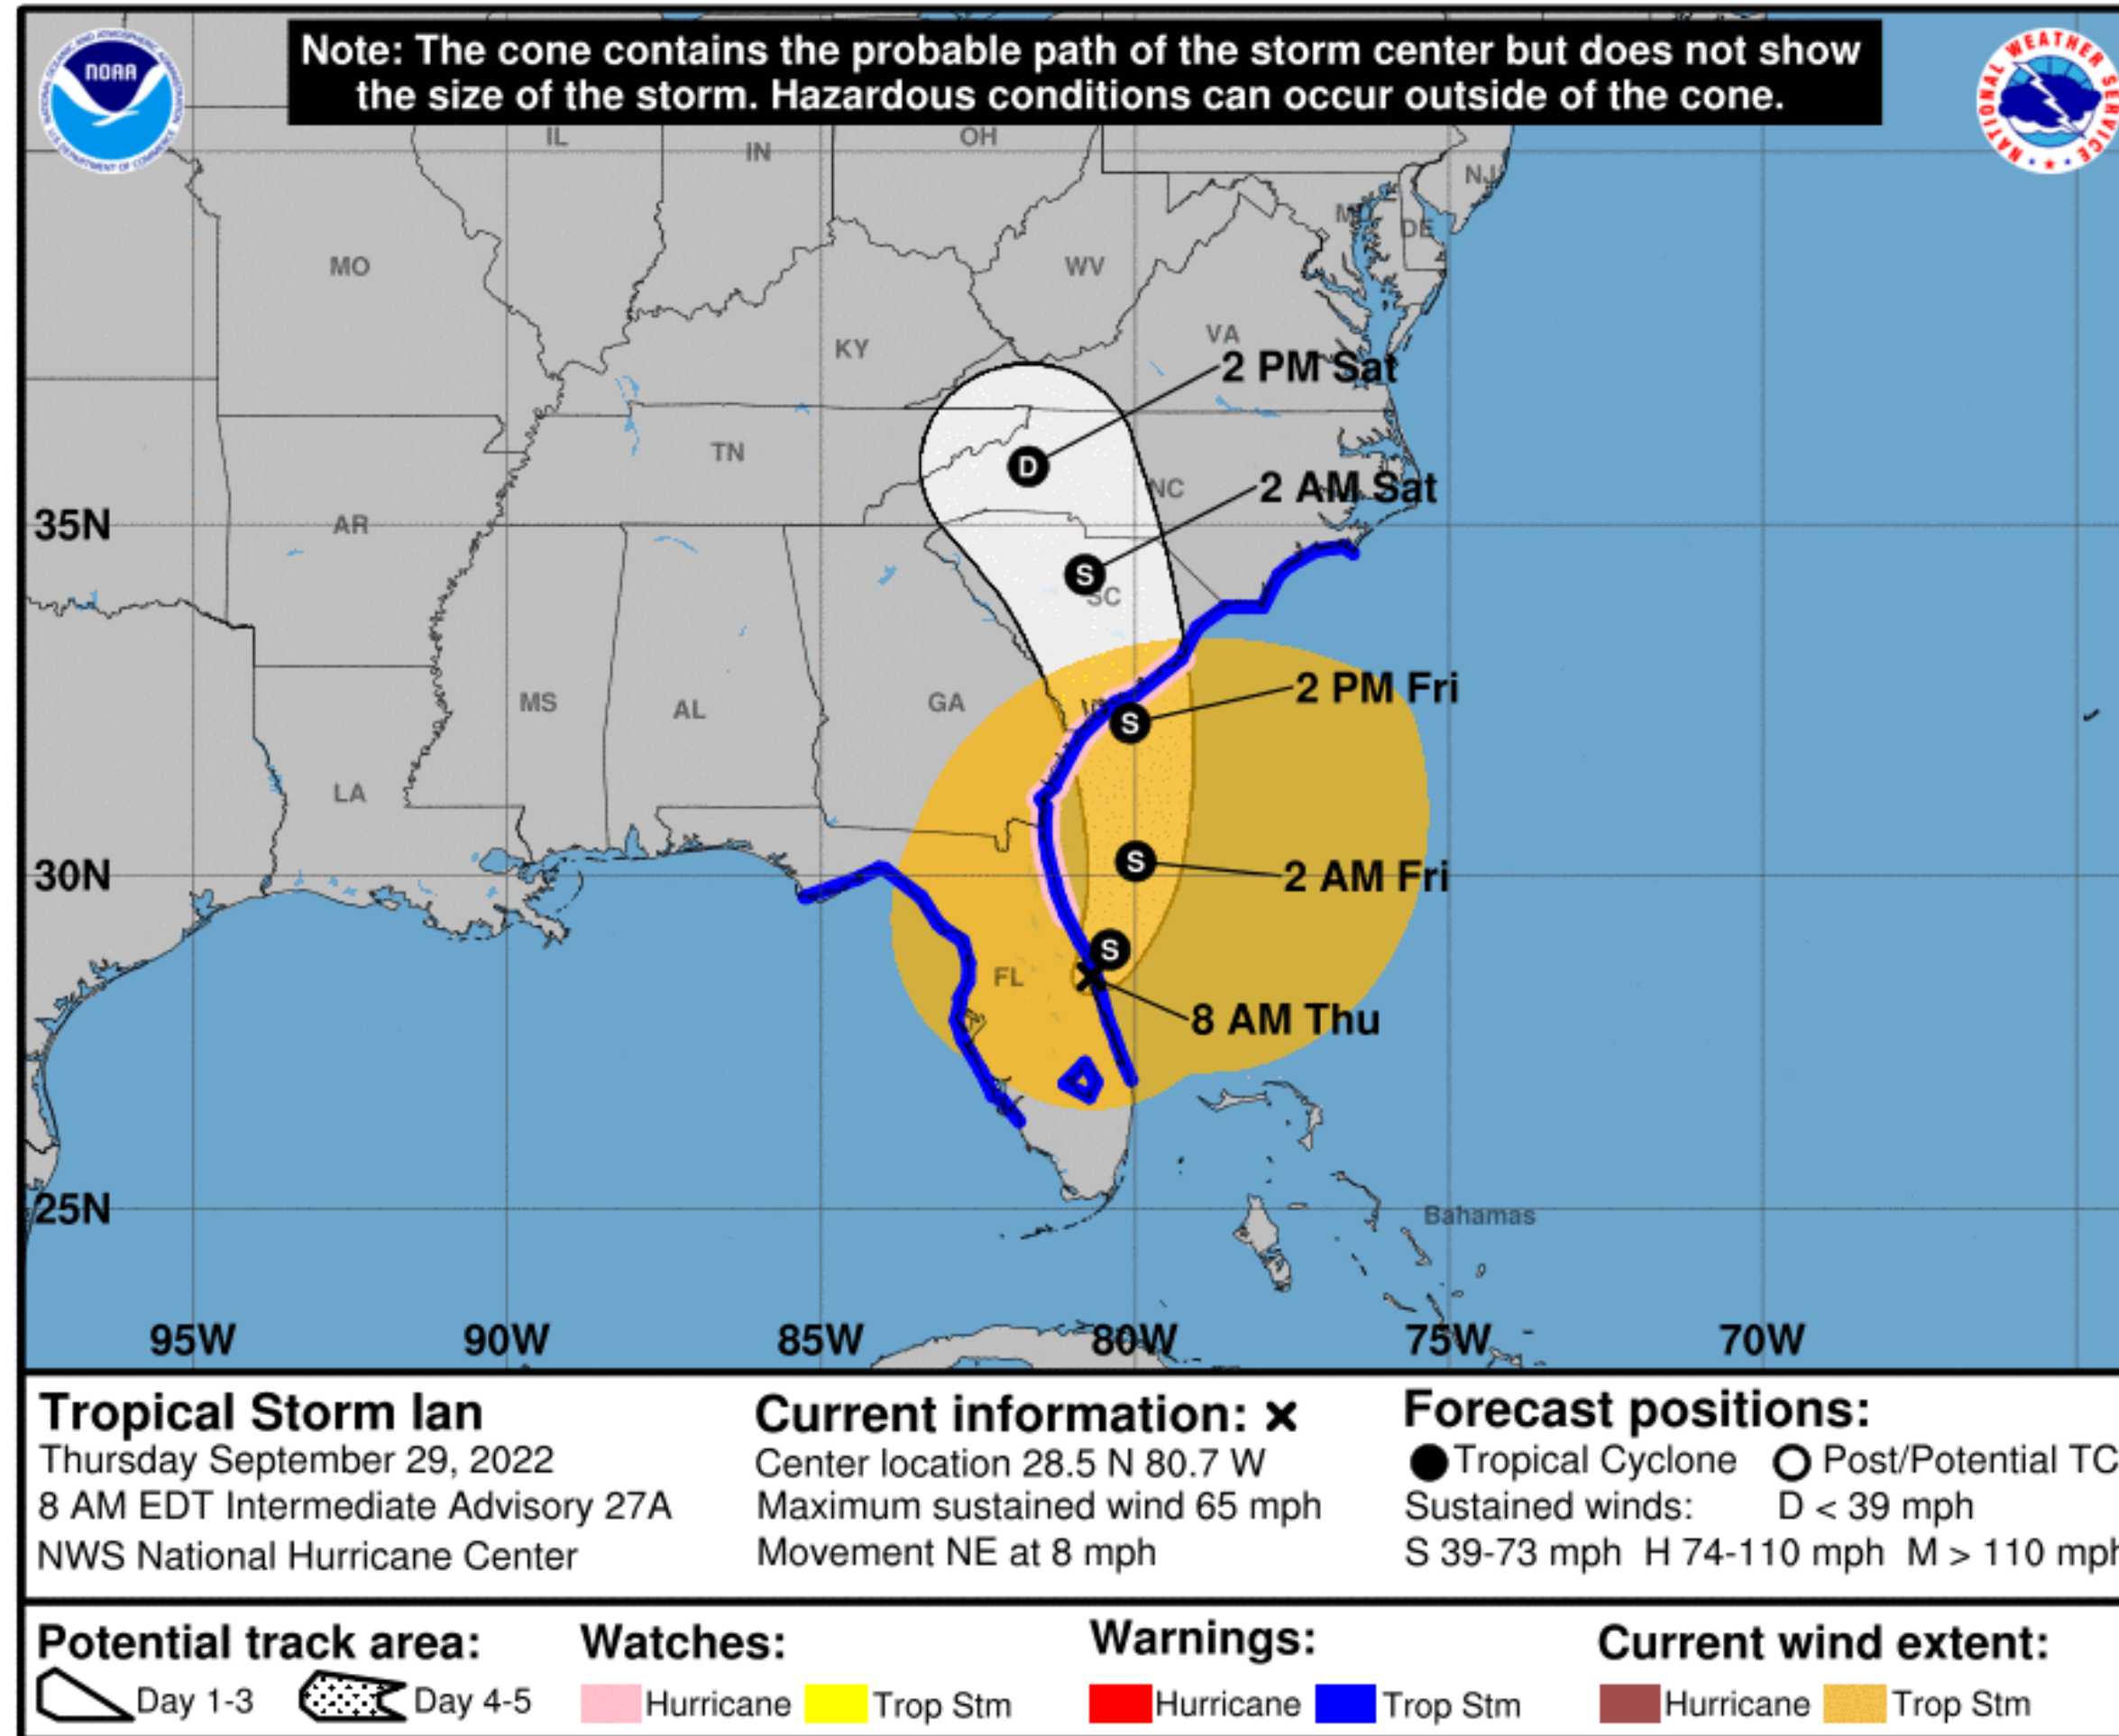 Note: The cone contains the probable path of the storm center but does not show
the size of the storm. Hazardous conditions can occur outside of the cone.
NOAA
NATIONAL WEATHER SER
IL
IN
OH
NJ
MD
DE
MO
WV
KY
VA
2 PM Sat
TN
D
NC
2 AM Sat
35N
AR
S
SC
2 PM Fri
MS
AL
GA
S
LA
S
30N
2 AM Fri
S
FL
8 AM Thu
25N
Bahamas
95W
90W
85W
80W
75W
70W
Tropical Storm Ian
Thursday September 29, 2022
8 AM EDT Intermediate Advisory 27A
NWS National Hurricane Center
Current information: x
Center location 28.5 N 80.7 W
Maximum sustained wind 65 mph
Movement NE at 8 mph
Forecast positions:
Tropical Cyclone Post/Potential TC
Sustained winds: D < 39 mph
S 39-73 mph H 74-110 mph M > 110 mph
Potential track area:
Day 1-3 Day 4-5
Watches:
Hurricane Trop Stm
Warnings:
Hurricane Trop Stm
Current wind extent:
Hurricane Trop Stm